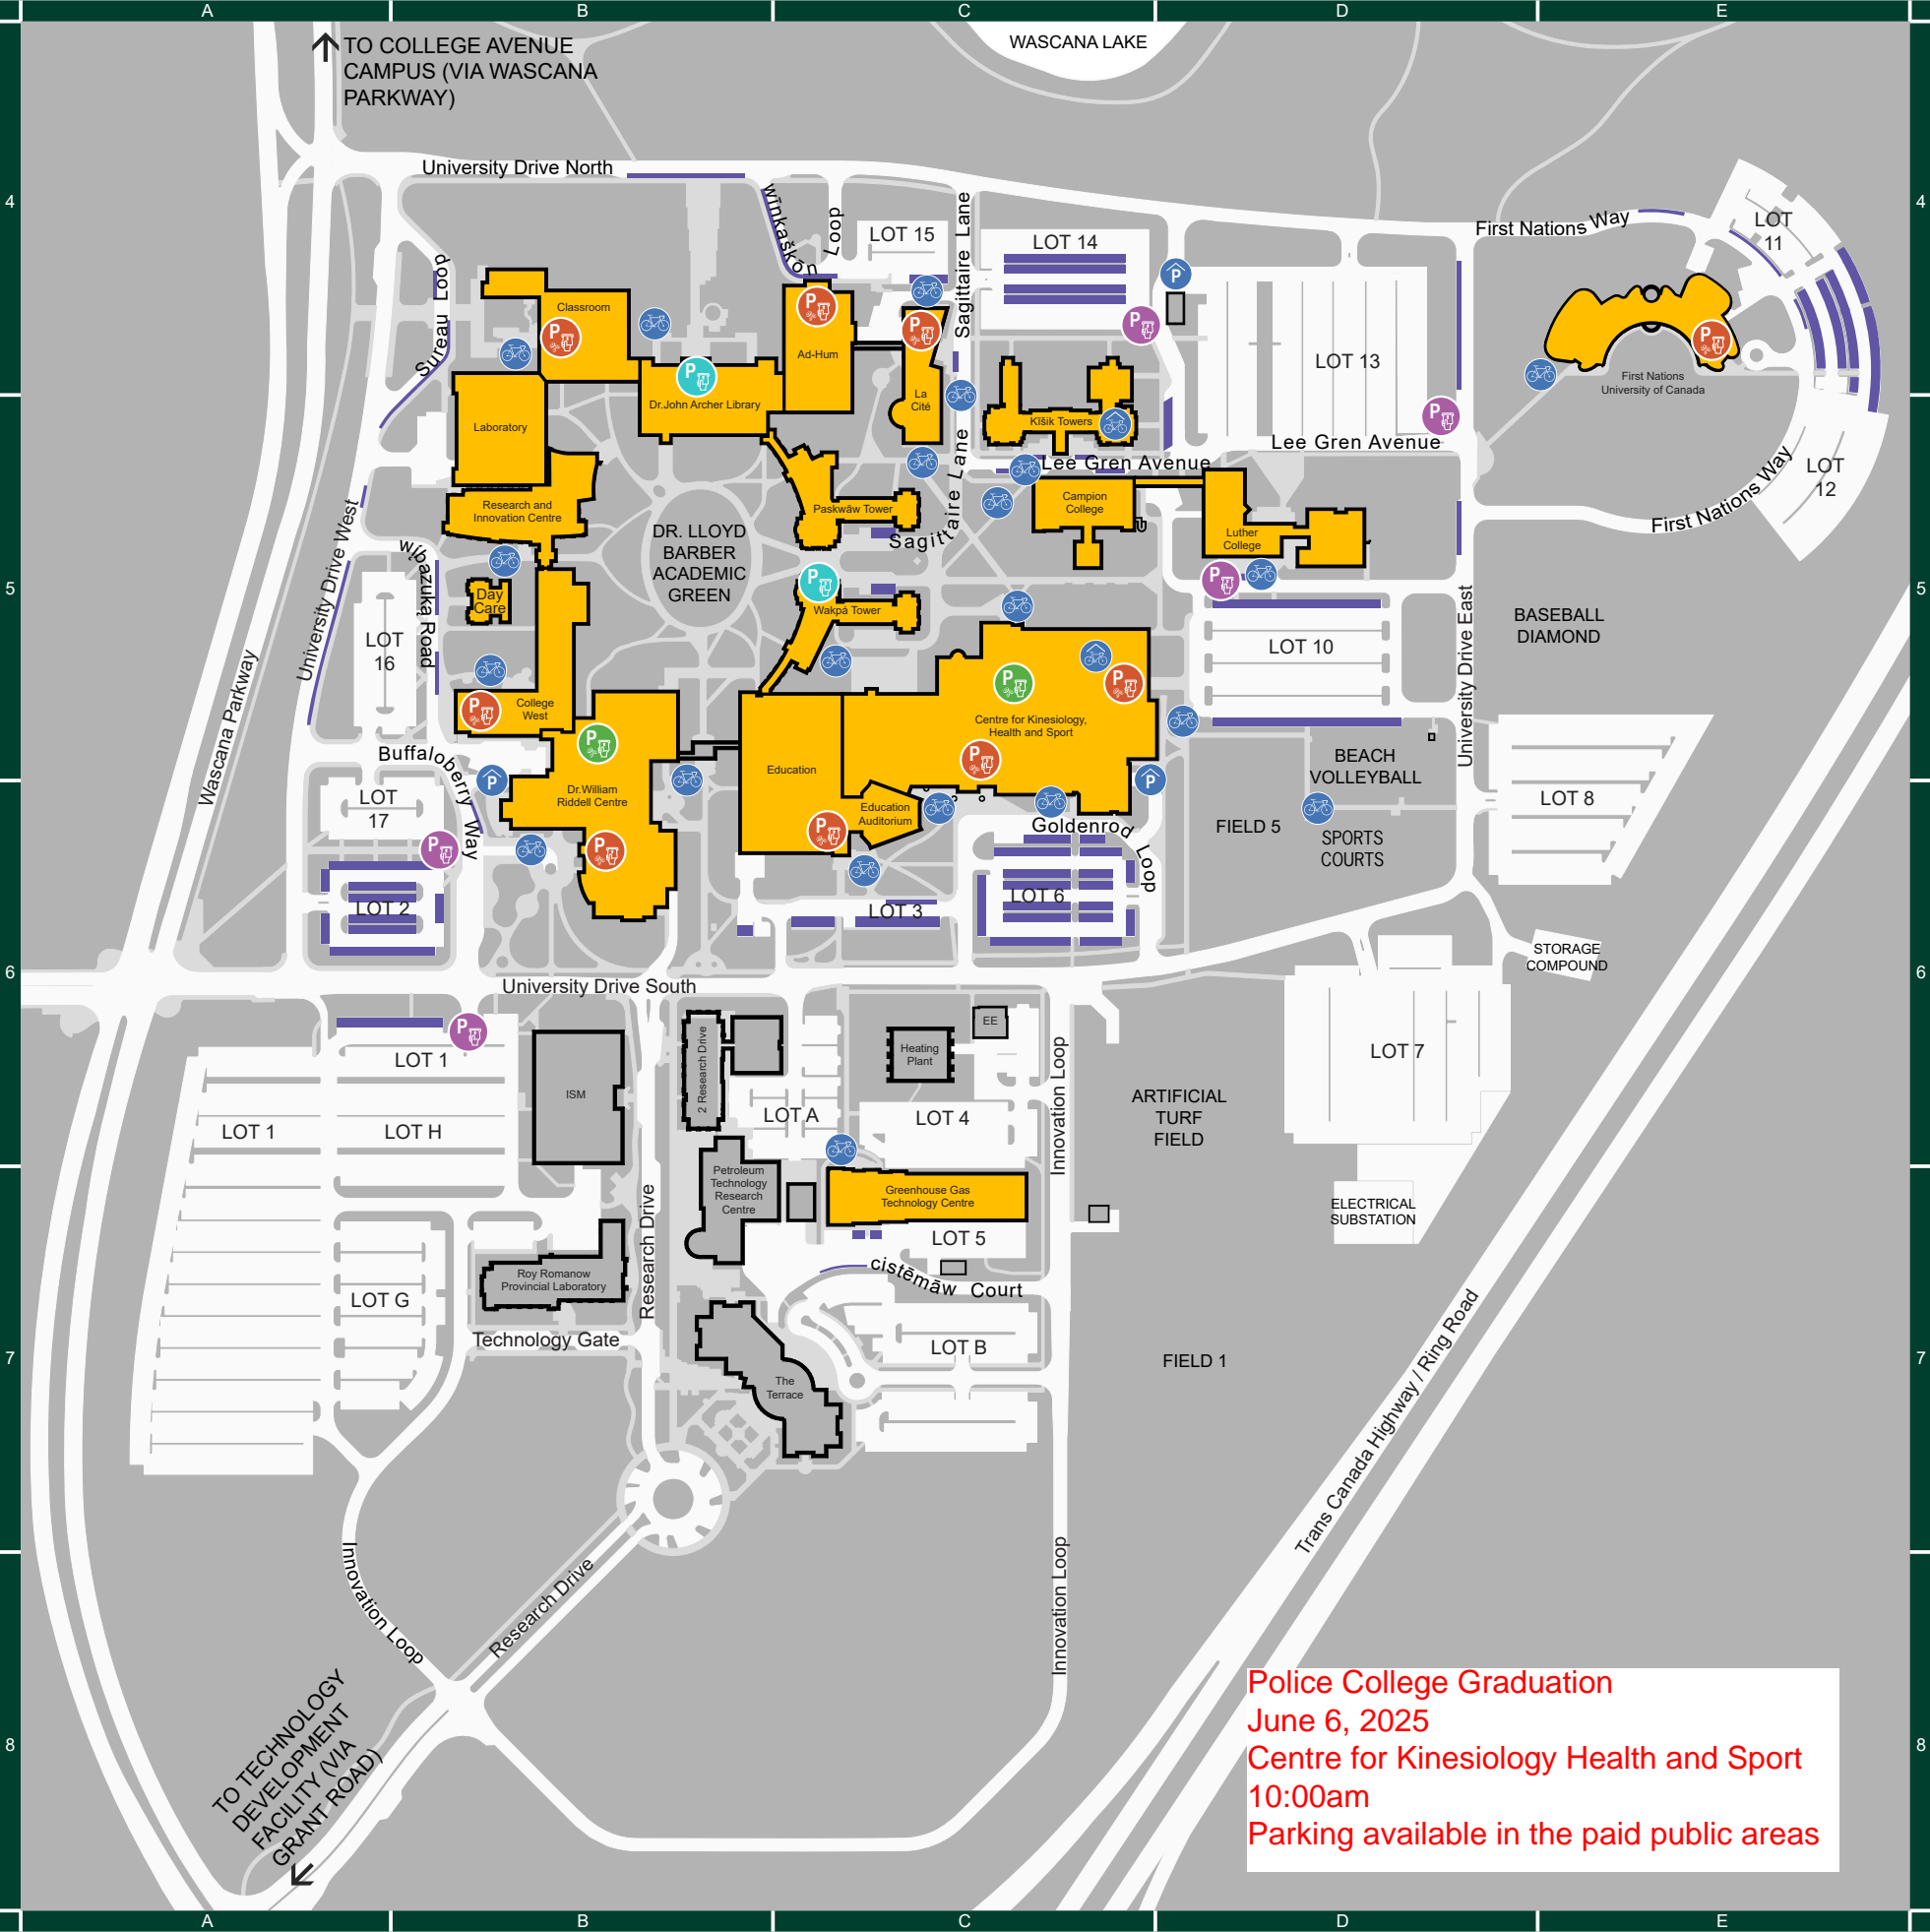 A B C D E
TO COLLEGE AVENUE
CAMPUS (VIA WASCANA
PARKWAY)
WASCANA LAKE
University Drive North
4
4
wīnkaškōn Loop
Sagittaire Lane
First Nations Way
LOT
11
LOT 15
LOT 14
Sureau Loop
Classroom
P
Ad-Hum
LOT 13
First Nations
University of Canada
Dr.John Archer Library
La
Cité
Kīšik Towers
Laboratory
Lee Gren Avenue
Lee Gren Avenue
LOT
12
First Nations Way
Research and
Innovation Centre
Paskwāw Tower
Sagittaire Lane
Campion
College
Luther
College
DR. LLOYD
BARBER
ACADEMIC
GREEN
University Drive West
wíbazuką Road
Day
Care
5
5
Wakpá Tower
BASEBALL
DIAMOND
LOT
16
LOT 10
University Drive East
Wascana Parkway
College
West
Centre for Kinesiology,
Health and Sport
Buffaloberry Way
Education
BEACH
VOLLEYBALL
LOT
17
Dr.William
Riddell Centre
Education
Auditorium
LOT 8
Goldenrod Loop
FIELD 5
SPORTS
COURTS
LOT 2
LOT 3
LOT 6
STORAGE
COMPOUND
6
6
University Drive South
EE
LOT 1
2 Research Drive
Heating
Plant
LOT 7
ISM
Innovation Loop
ARTIFICIAL
TURF
FIELD
LOT A
LOT 4
LOT 1
LOT H
Petroleum
Technology
Research
Centre
Greenhouse Gas
Technology Centre
ELECTRICAL
SUBSTATION
Research Drive
LOT 5
cistēmāw Court
Roy Romanow
Provincial Laboratory
LOT G
Technology Gate
LOT B
7
7
FIELD 1
The
Terrace
Trans Canada Highway / Ring Road
Innovation Loop
Research Drive
Innovation Loop
TO TECHNOLOGY
DEVELOPMENT
FACILITY (VIA
GRANT ROAD)
8
8
Police College Graduation
June 6, 2025
Centre for Kinesiology Health and Sport
10:00am
Parking available in the paid public areas
A B C D E